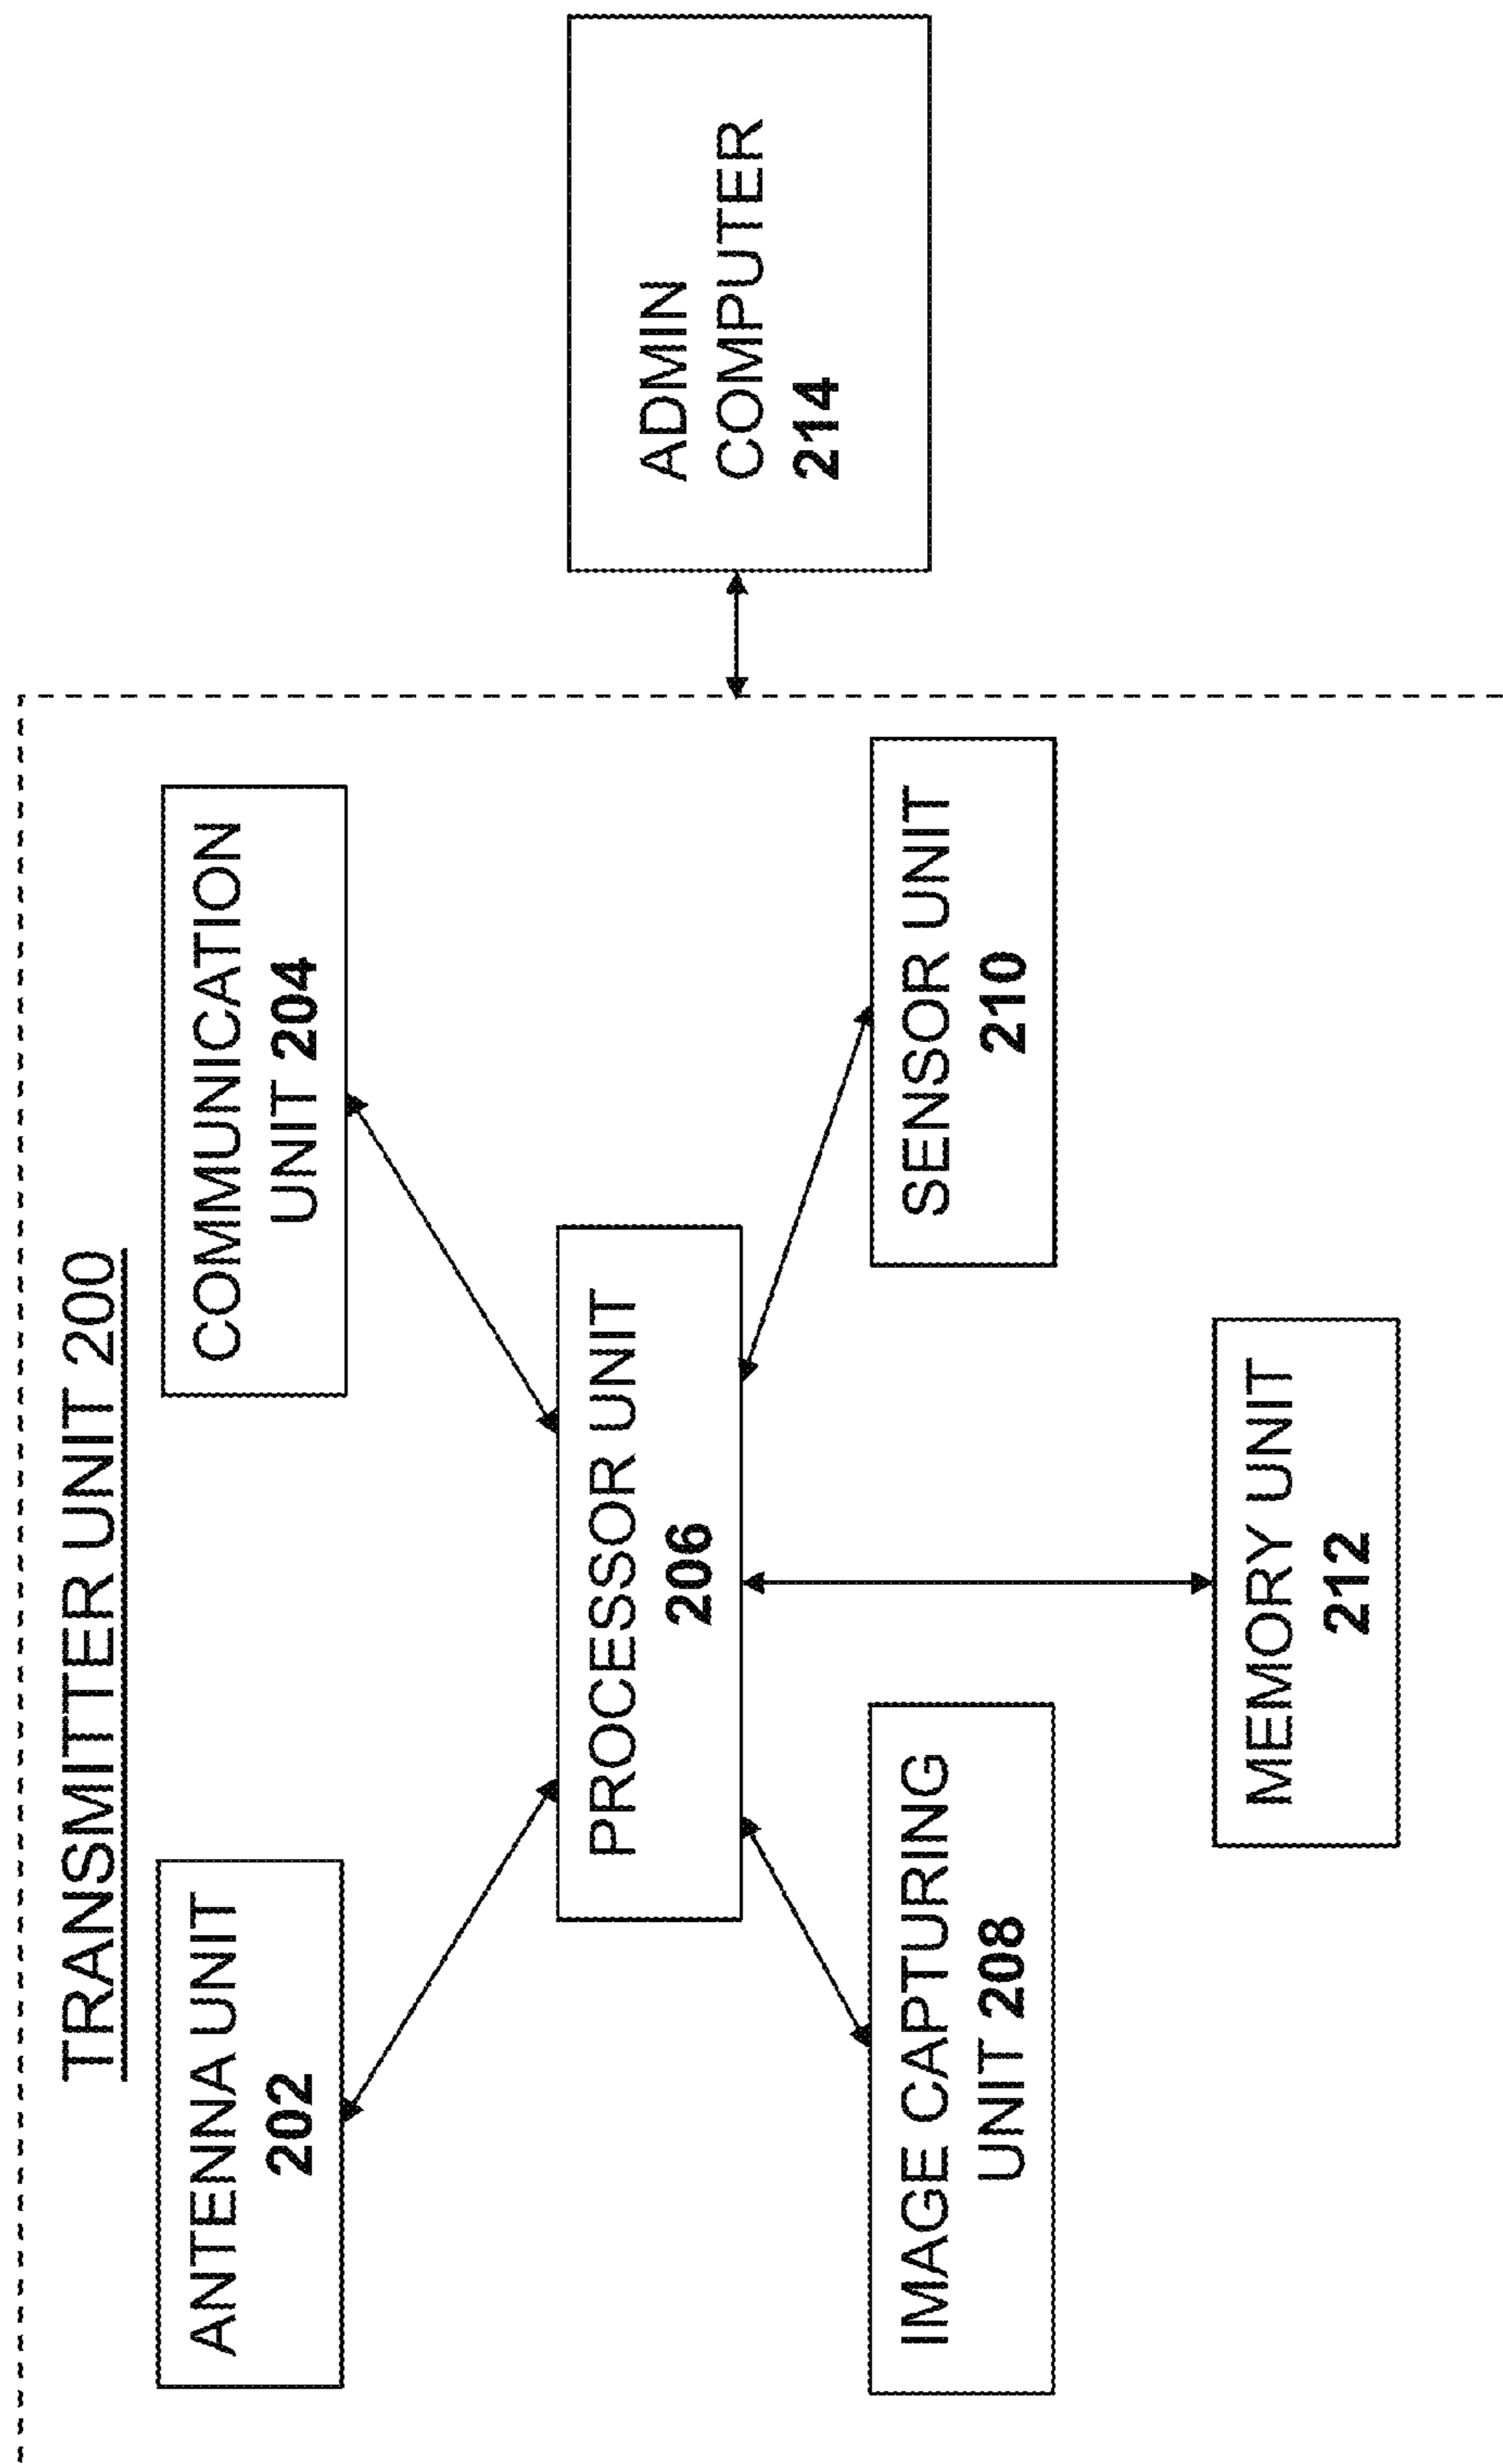 TRANSMITTER UNIT 200
ANTENNA UNIT
202
COMMUNICATION
UNIT 204
PROCESSOR UNIT
206
IMAGE CAPTURING
UNIT 208
SENSOR UNIT
210
MEMORY UNIT
212
ADMIN
COMPUTER
214